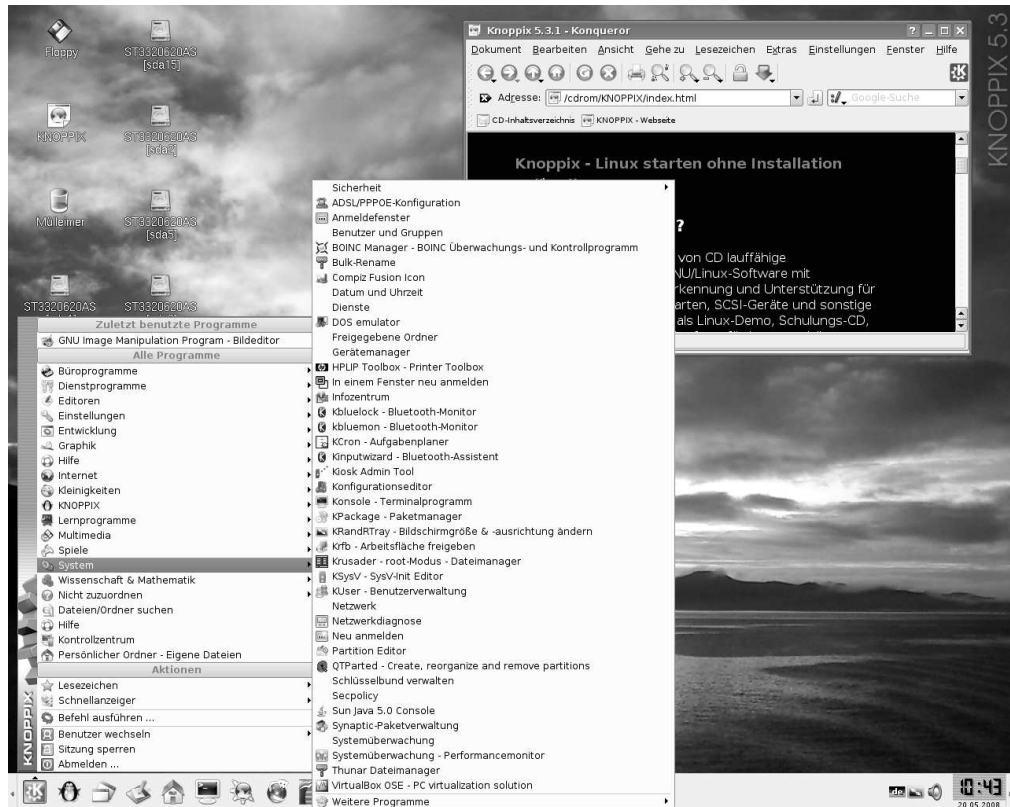 Floppy
ST3320620AS
[sda15]
KNOPPIX
ST3320620AS
[sda2]
Mülleimer
ST3320620AS
[sda5]
ST3320620AS
ST3320620AS
KNOPPIX 5.3
Knoppix 5.3.1 - Konqueror
Dokument Bearbeiten Ansicht Gehe zu Lesezeichen Extras Einstellungen Fenster Hilfe
Adresse: /cdrom/KNOPPIX/index.html
Google-Suche
CD-Inhaltsverzeichnis KNOPPIX - Webseite
Knoppix - Linux starten ohne Installation
?
von CD lauffähige
NU/Linux-Software mit
rkennung und Unterstützung für
arten, SCSI-Geräte und sonstige
als Linux-Demo, Schulungs-CD,
Zuletzt benutzte Programme
GNU Image Manipulation Program - Bildeditor
Alle Programme
Büroprogramme
Dienstprogramme
Editoren
Einstellungen
Entwicklung
Graphik
Hilfe
Internet
Kleinigkeiten
KNOPPIX
Lernprogramme
Multimedia
Spiele
System
Wissenschaft & Mathematik
Nicht zuzuordnen
Dateien/Ordner suchen
Hilfe
Kontrollzentrum
Persönlicher Ordner - Eigene Dateien
Aktionen
Lesezeichen
Schnellanzeiger
Befehl ausführen ...
Benutzer wechseln
Sitzung sperren
Abmelden ...
KNOPPIX
Sicherheit
ADSL/PPPOE-Konfiguration
Anmeldefenster
Benutzer und Gruppen
BOINC Manager - BOINC Überwachungs- und Kontrollprogramm
Bulk-Rename
Compiz Fusion Icon
Datum und Uhrzeit
Dienste
DOS emulator
Freigegebene Ordner
Gerätemanager
HPLIP Toolbox - Printer Toolbox
In einem Fenster neu anmelden
Infozentrum
Kbluelock - Bluetooth-Monitor
kbluemon - Bluetooth-Monitor
KCron - Aufgabenplaner
Kinputwizard - Bluetooth-Assistent
Kiosk Admin Tool
Konfigurationseditor
Konsole - Terminalprogramm
KPackage - Paketmanager
KRandRTray - Bildschirmgröße & -ausrichtung ändern
Krfb - Arbeitsfläche freigeben
Krusader - root-Modus - Dateimanager
KSysV - SysV-Init Editor
KUser - Benutzerverwaltung
Netzwerk
Netzwerkdiagnose
Neu anmelden
Partition Editor
QTParted - Create, reorganize and remove partitions
Schlüsselbund verwalten
Secpolicy
Sun Java 5.0 Console
Synaptic-Paketverwaltung
Systemüberwachung
Systemüberwachung - Performancemonitor
Thunar Dateimanager
VirtualBox OSE - PC virtualization solution
Weitere Programme
de
10:43
20.05.2008